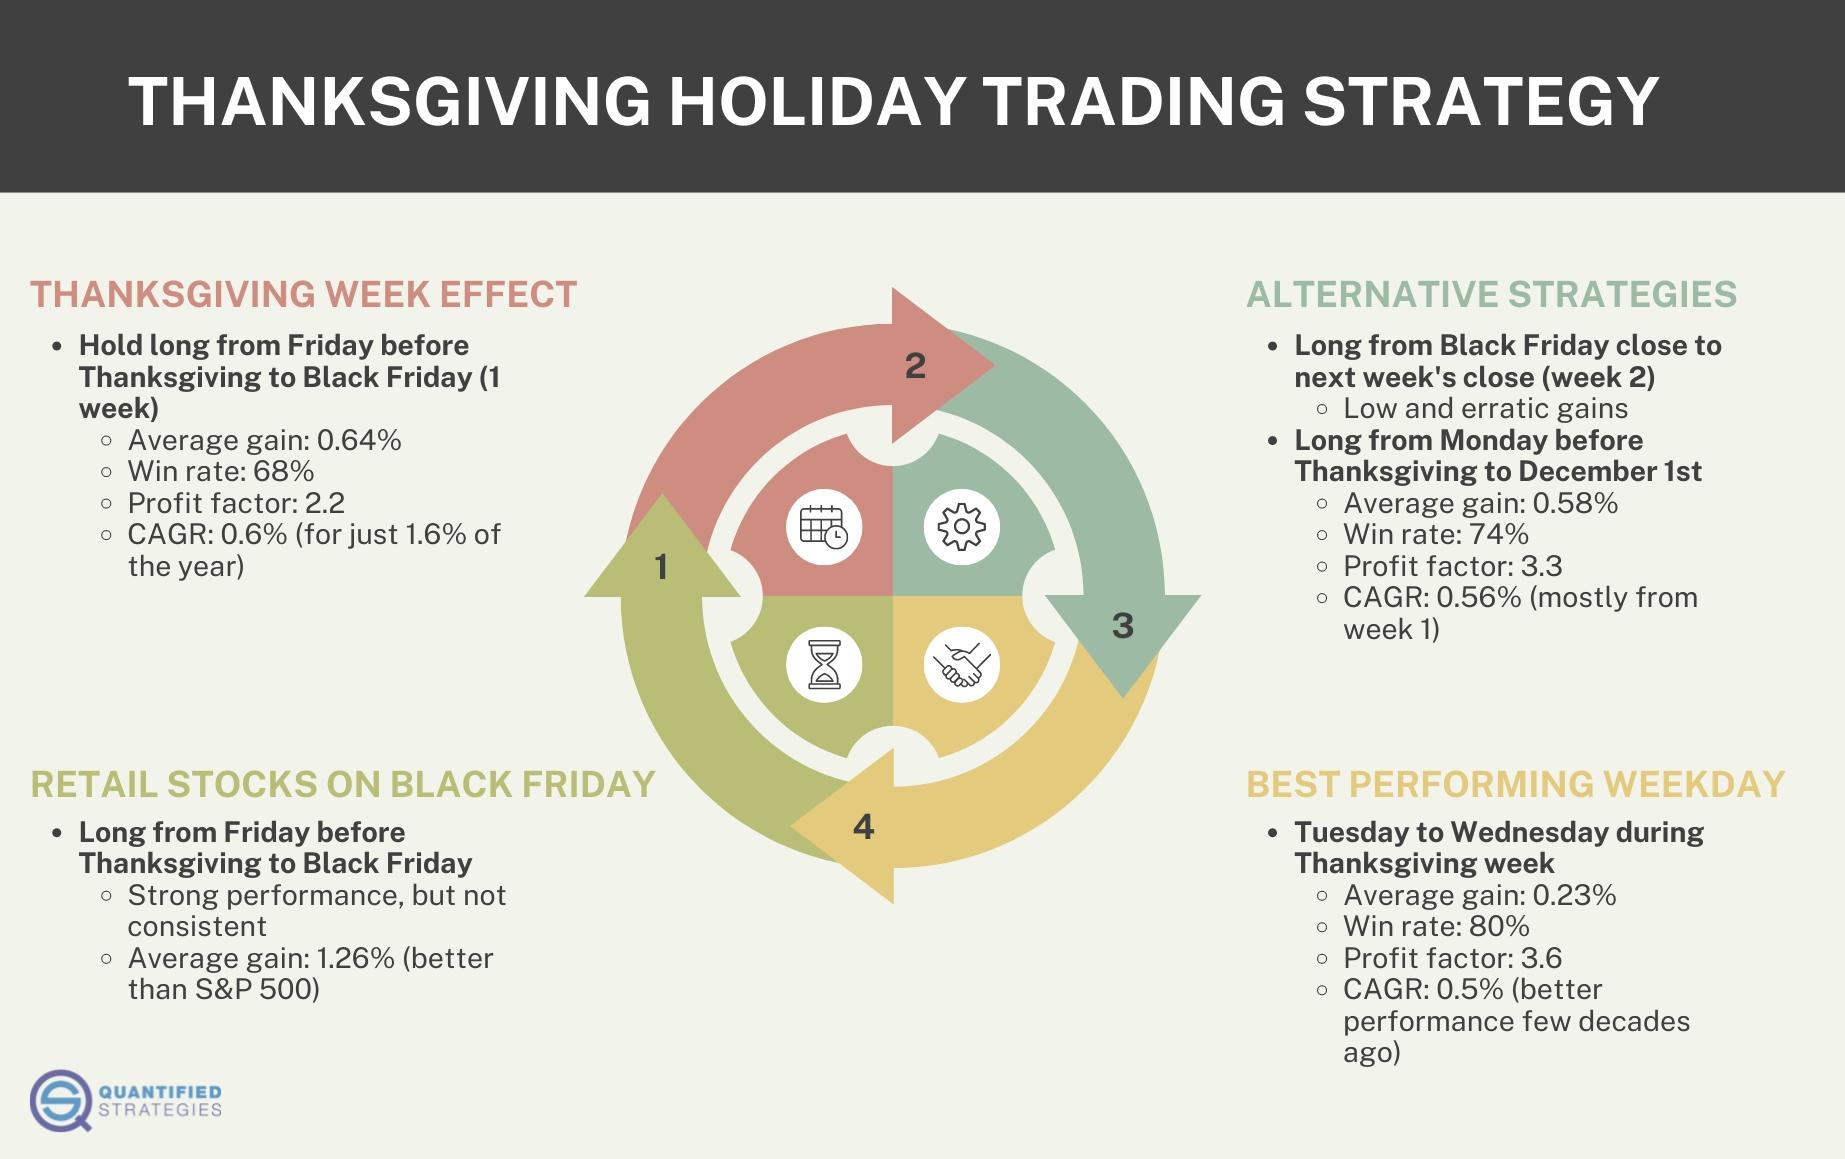 THANKSGIVING HOLIDAY TRADING STRATEGY
THANKSGIVING WEEK EFFECT
• Hold long from Friday before
Thanksgiving to Black Friday (1
week)
◦ Average gain: 0.64%
◦ Win rate: 68%
◦ Profit factor: 2.2
◦ CAGR: 0.6% (for just 1.6% of
the year)
ALTERNATIVE STRATEGIES
• Long from Black Friday close to
next week's close (week 2)
◦ Low and erratic gains
• Long from Monday before
Thanksgiving to December 1st
◦ Average gain: 0.58%
◦ Win rate: 74%
◦ Profit factor: 3.3
◦ CAGR: 0.56% (mostly from
week 1)
2
1
3
4
RETAIL STOCKS ON BLACK FRIDAY
• Long from Friday before
Thanksgiving to Black Friday
◦ Strong performance, but not
consistent
◦ Average gain: 1.26% (better
than S&P 500)
BEST PERFORMING WEEKDAY
• Tuesday to Wednesday during
Thanksgiving week
◦ Average gain: 0.23%
◦ Win rate: 80%
◦ Profit factor: 3.6
◦ CAGR: 0.5% (better
performance few decades
ago)
QUANTIFIED
STRATEGIES